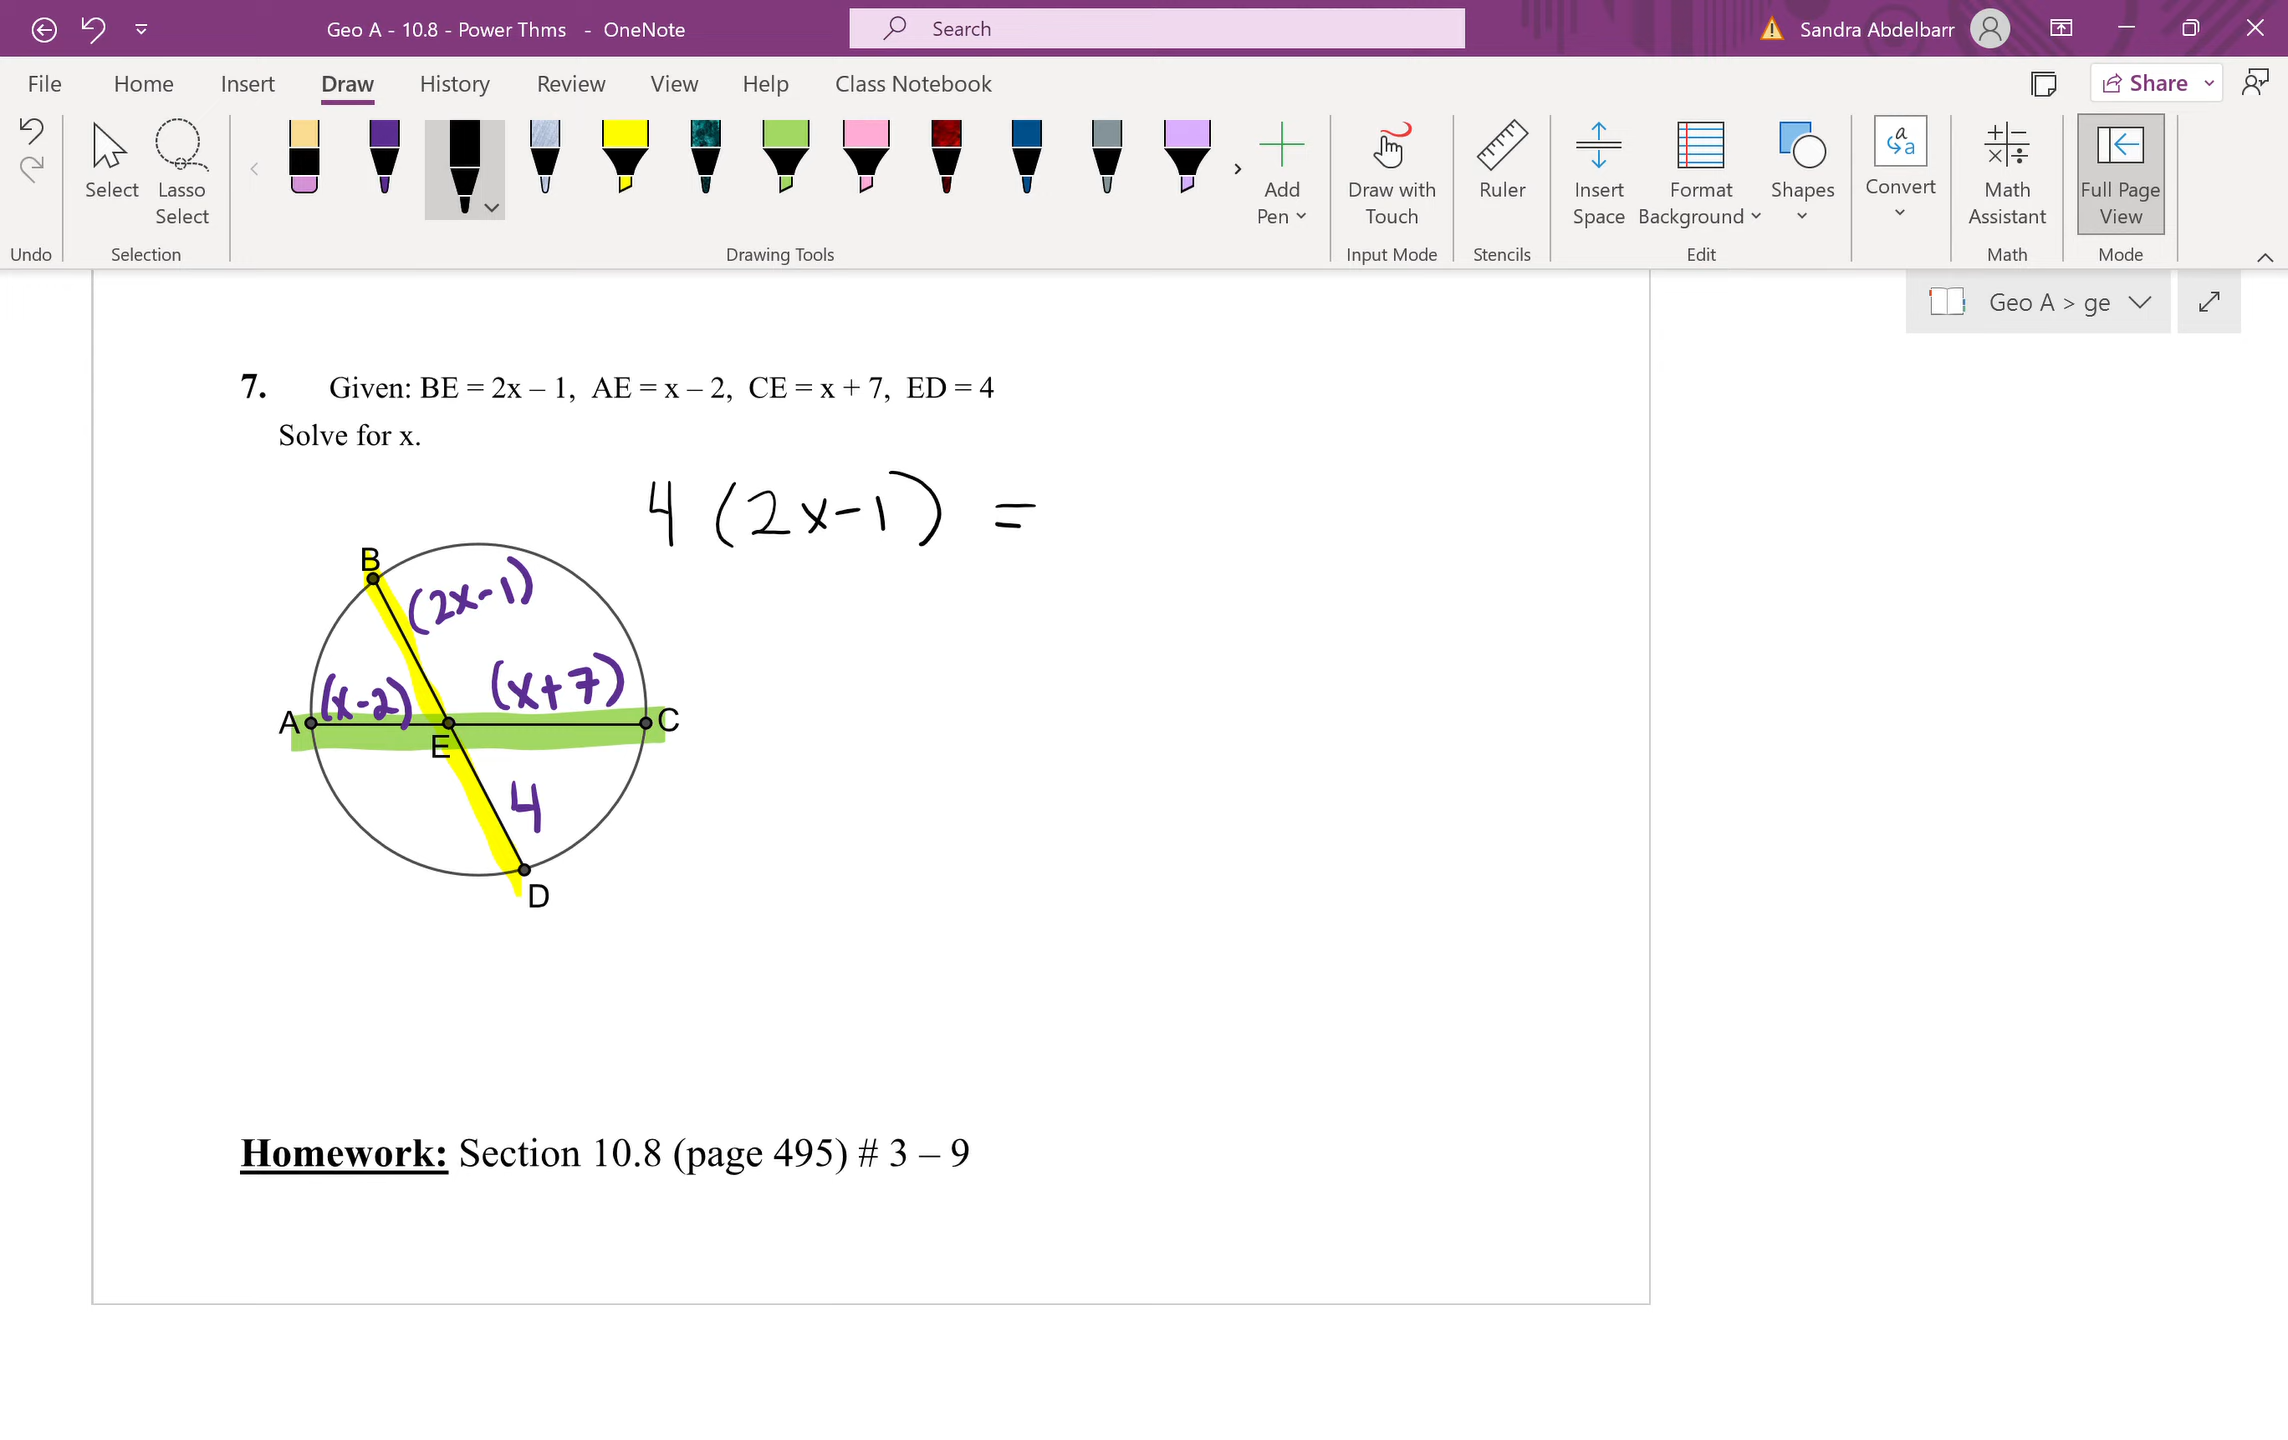 Geo A - 10.8 - Power Thms - OneNote
Search
Sandra Abdelbarr
File Home Insert Draw History Review View Help Class Notebook
Share
Select
Lasso Select
Add Pen
Draw with Touch
Ruler
Insert Space
Format Background
Shapes
a
a
Convert
Math Assistant
Full Page View
Undo Selection Drawing Tools Input Mode Stencils Edit Math Mode
Geo A > ge
7. Given: BE = 2x – 1, AE = x – 2, CE = x + 7, ED = 4
Solve for x.
4 (2x-1) =
B
(2x-1)
(x-2)
(x+7)
A
C
E
4
D
Homework: Section 10.8 (page 495) # 3 – 9